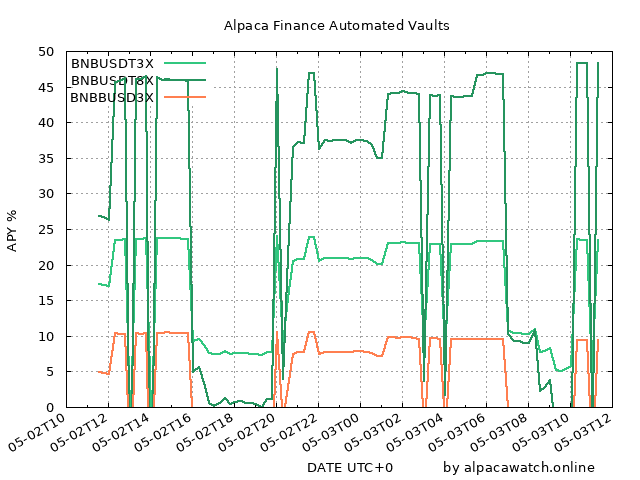 Alpaca Finance Automated Vaults
BNBUSDT3X
BNBUSDT8X
BNBBUSD3X
APY %
50
45
40
35
30
25
20
15
10
5
0
05-02T10
05-02T12
05-02T14
05-02T16
05-02T18
05-02T20
05-02T22
05-03T00
05-03T02
05-03T04
05-03T06
05-03T08
05-03T10
05-03T12
DATE UTC+0
by alpacawatch.online